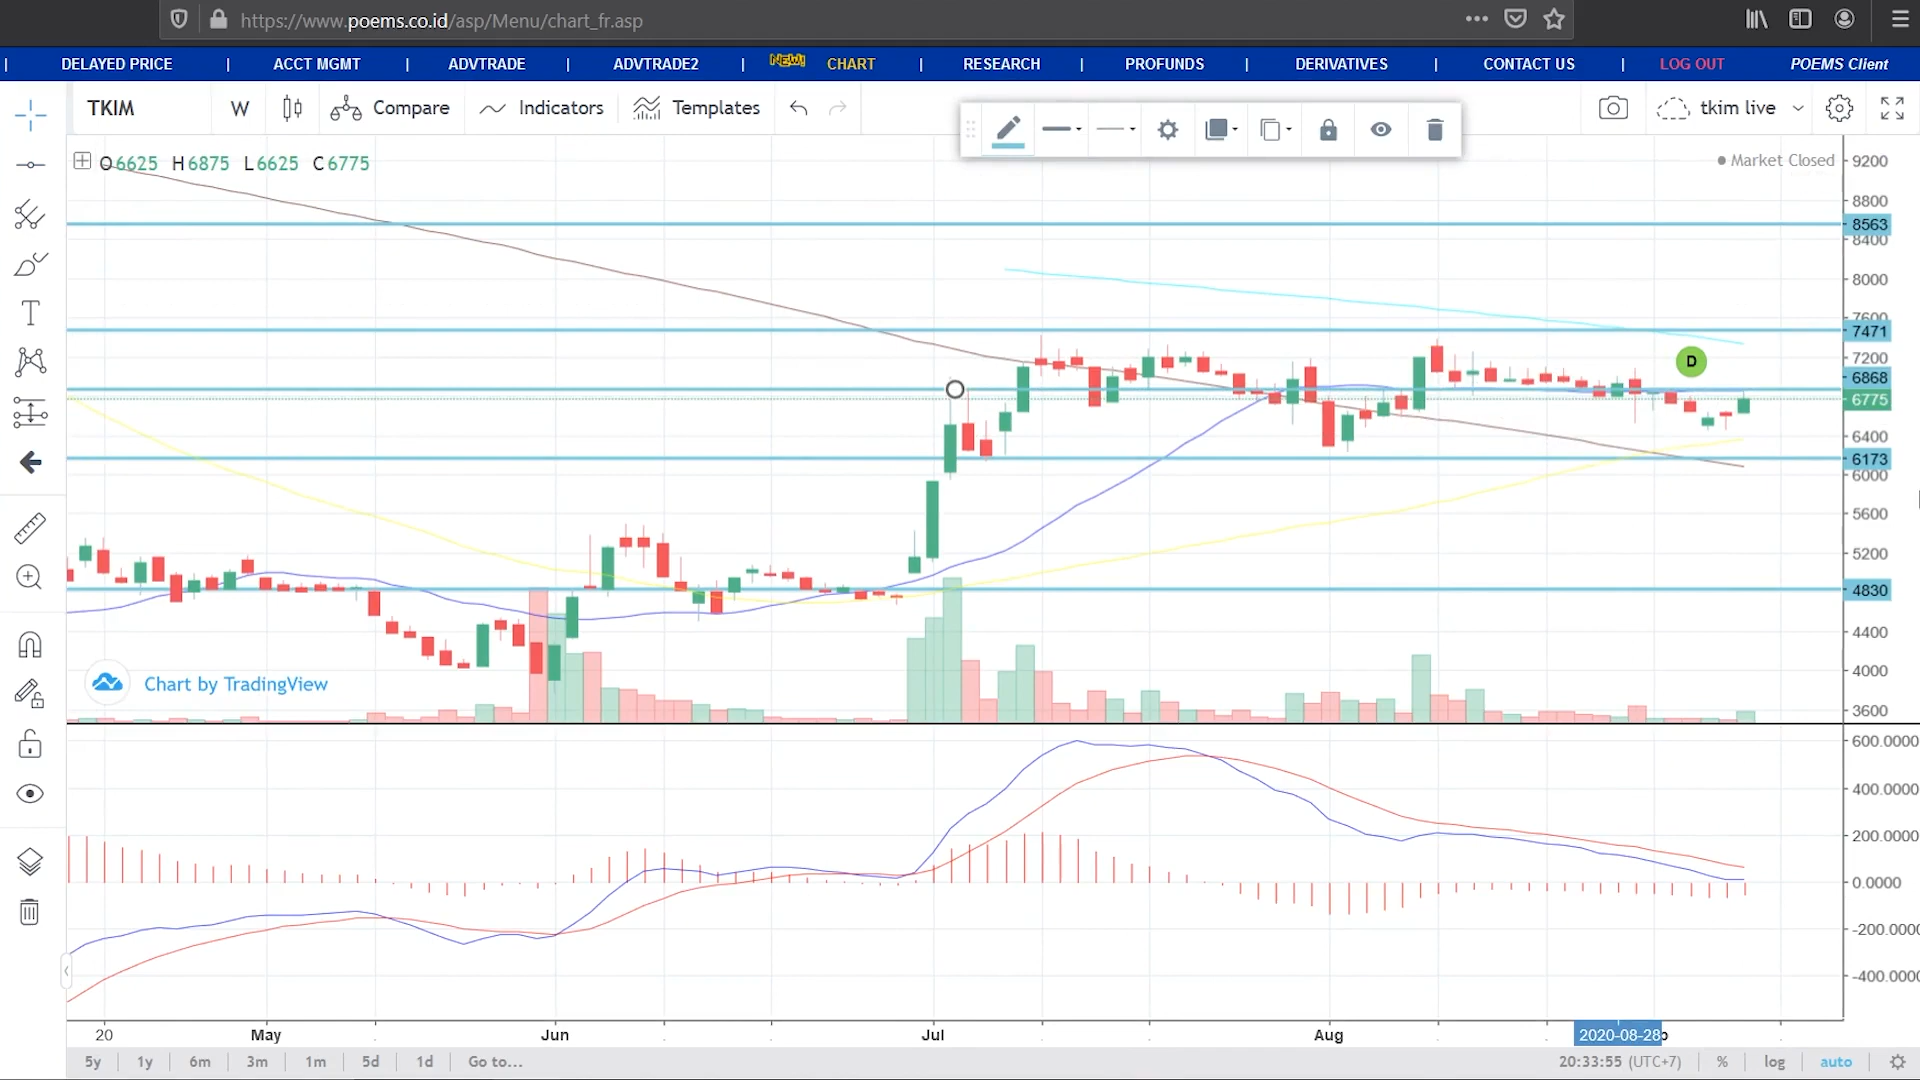 https://www.poems.co.id/asp/Menu/chart_fr.asp
| DELAYED PRICE | ACCT MGMT | ADVTRADE | ADVTRADE2 | NEW! CHART | RESEARCH | PROFUNDS | DERIVATIVES | CONTACT US | LOG OUT POEMS Client
TKIM W Compare Indicators Templates tkim live
O6625 H6875 L6625 C6775
Market Closed
9200
8800
8563
8400
8000
7600
7471
7200
D
6868
6775
6400
6173
6000
5600
5200
4830
4400
4000
Chart by TradingView
3600
600.0000
400.0000
200.0000
0.0000
-200.0000
-400.0000
20 May Jun Jul Aug 2020-08-28
5y 1y 6m 3m 1m 5d 1d Go to... 20:33:55 (UTC+7) % log auto